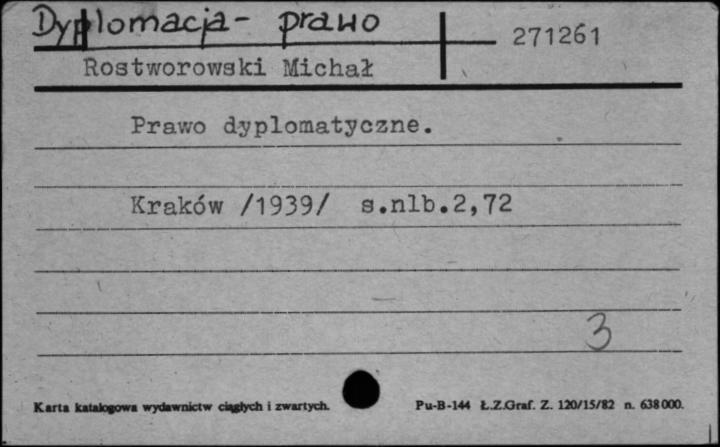 Dyplomacja - prawo
271261
Rostworowski Michał
Prawo dyplomatyczne.
Kraków /1939/ s.nlb.2,72
3
Karta katalogowa wydawnictw ciągłych i zwartych. Pu-B-144 Ł.Z.Graf. Z. 120/15/82 n. 638000.